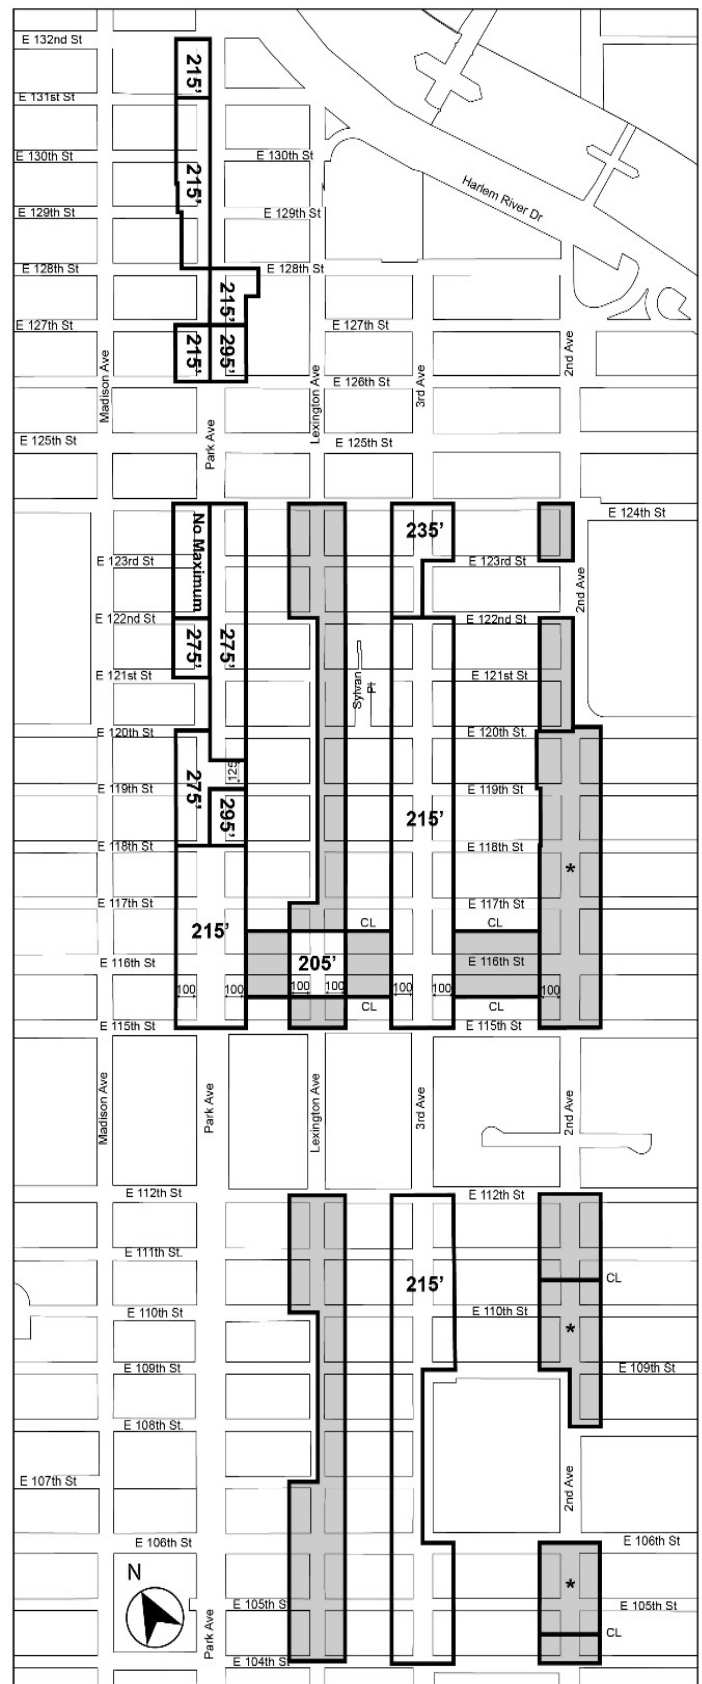 E 132nd St
215'
E 131st St
E 130th St
E 130th St
215'
Harlem River Dr
E 129th St
E 129th St
E 128th St
E 128th St
215'
E 127th St
E 127th St
215'
295'
Madison Ave
Park Ave
Lexington Ave
3rd Ave
2nd Ave
E 126th St
E 125th St
E 125th St
E 124th St
No Maximum
235'
E 123rd St
E 123rd St
2nd Ave
E 122nd St
E 122nd St
275'
275'
E 121st St
E 121st St
Sylvan
Pl
E 120th St
E 120th St.
125
275'
E 119th St
E 119th St
295'
215'
E 118th St
E 118th St
*
E 117th St
E 117th St
215'
CL
CL
E 116th St
205'
E 116th St
100
100
100
100
100
100
100
CL
CL
E 115th St
E 115th St
Madison Ave
Park Ave
Lexington Ave
3rd Ave
2nd Ave
E 112th St
E 112th St
E 111th St.
215'
CL
E 110th St
E 110th St
*
E 109th St
E 109th St
E 108th St.
E 107th St
2nd Ave
E 106th St
E 106th St
N
*
E 105th St
E 105th St
Park Ave
CL
E 104th St